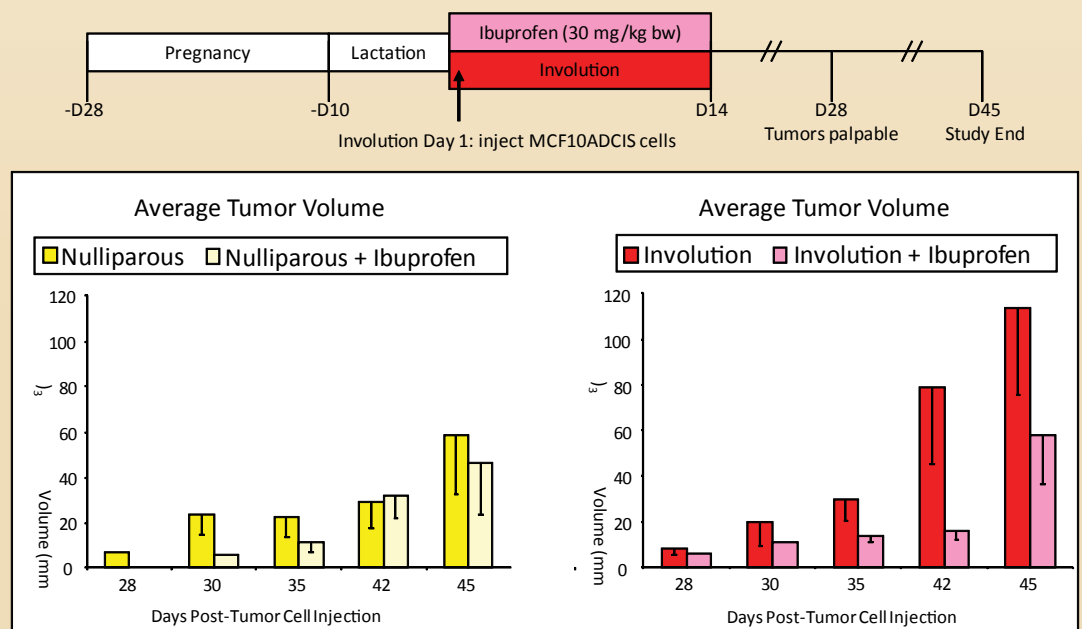 Pregnancy
Lactation
Ibuprofen (30 mg/kg bw)
Involution
-D28
-D10
D14
D28
D45
Involution Day 1: inject MCF10ADCIS cells
Tumors palpable
Study End
Average Tumor Volume
Nulliparous
Nulliparous + Ibuprofen
120
100
80
60
40
20
0
Volume (mm
3
)
28
30
35
42
45
Days Post-Tumor Cell Injection
Average Tumor Volume
Involution
Involution + Ibuprofen
120
100
80
60
40
20
0
Volume (mm
3
)
-
28
30
35
42
45
Days Post-Tumor Cell Injection